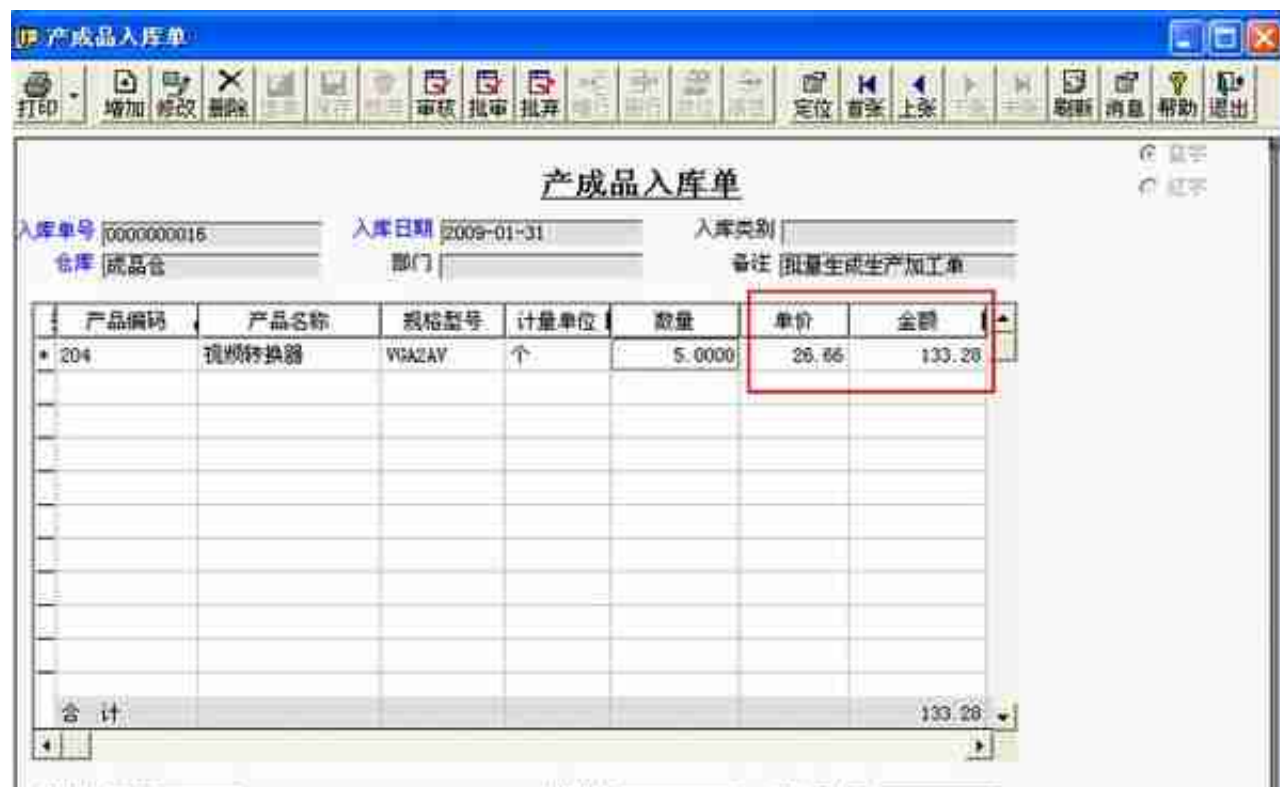 产成品入库单
打印 增加 修改 删除 审核 批审 批弃 定位 首张 上张 刷新 消息 帮助 退出
产成品入库单
蓝字
红字
入库单号 0000000016 入库日期 2009-01-31 入库类别
仓库 成品仓 部门 备注 批量生成生产加工单
产品编码 产品名称 规格型号 计量单位 数量 单价 金额
* 204 视频转换器 VGA2AV 个 5.0000 26.66 133.28
合 计 133.28